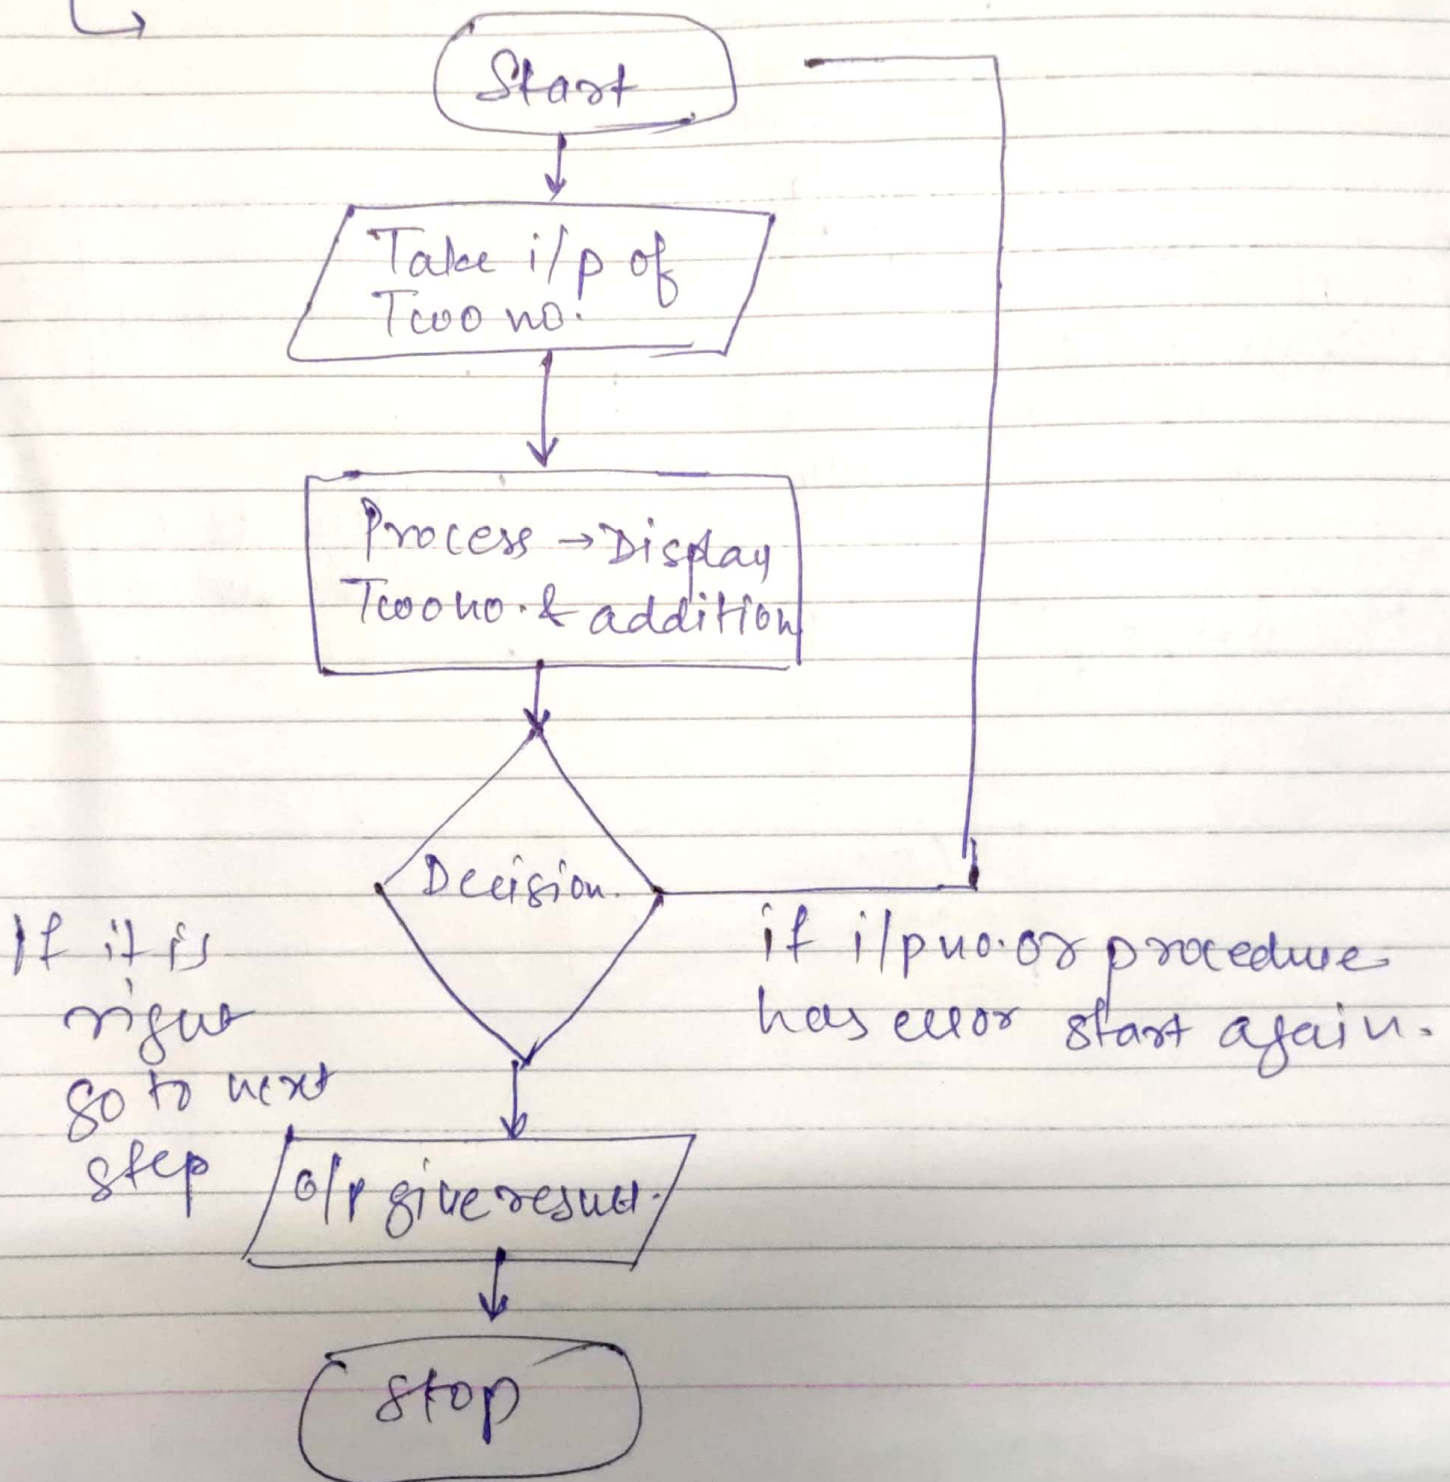 Start
Take i/p of
Two no.
Process → Display
Two no. & addition
Decision.
If it is
right
go to next
step
if i/p no. or procedure
has error start again.
o/p give result.
Stop